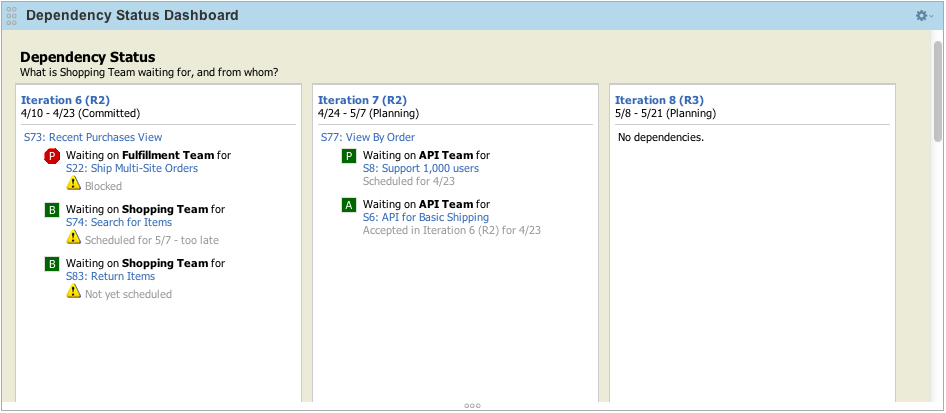 Dependency Status Dashboard
Dependency Status
What is Shopping Team waiting for, and from whom?
Iteration 6 (R2)
4/10 - 4/23 (Committed)
S73: Recent Purchases View
P Waiting on Fulfillment Team for
S22: Ship Multi-Site Orders
Blocked
B Waiting on Shopping Team for
S74: Search for Items
Scheduled for 5/7 - too late
B Waiting on Shopping Team for
S83: Return Items
Not yet scheduled
Iteration 7 (R2)
4/24 - 5/7 (Planning)
S77: View By Order
P Waiting on API Team for
S8: Support 1,000 users
Scheduled for 4/23
A Waiting on API Team for
S6: API for Basic Shipping
Accepted in Iteration 6 (R2) for 4/23
Iteration 8 (R3)
5/8 - 5/21 (Planning)
No dependencies.